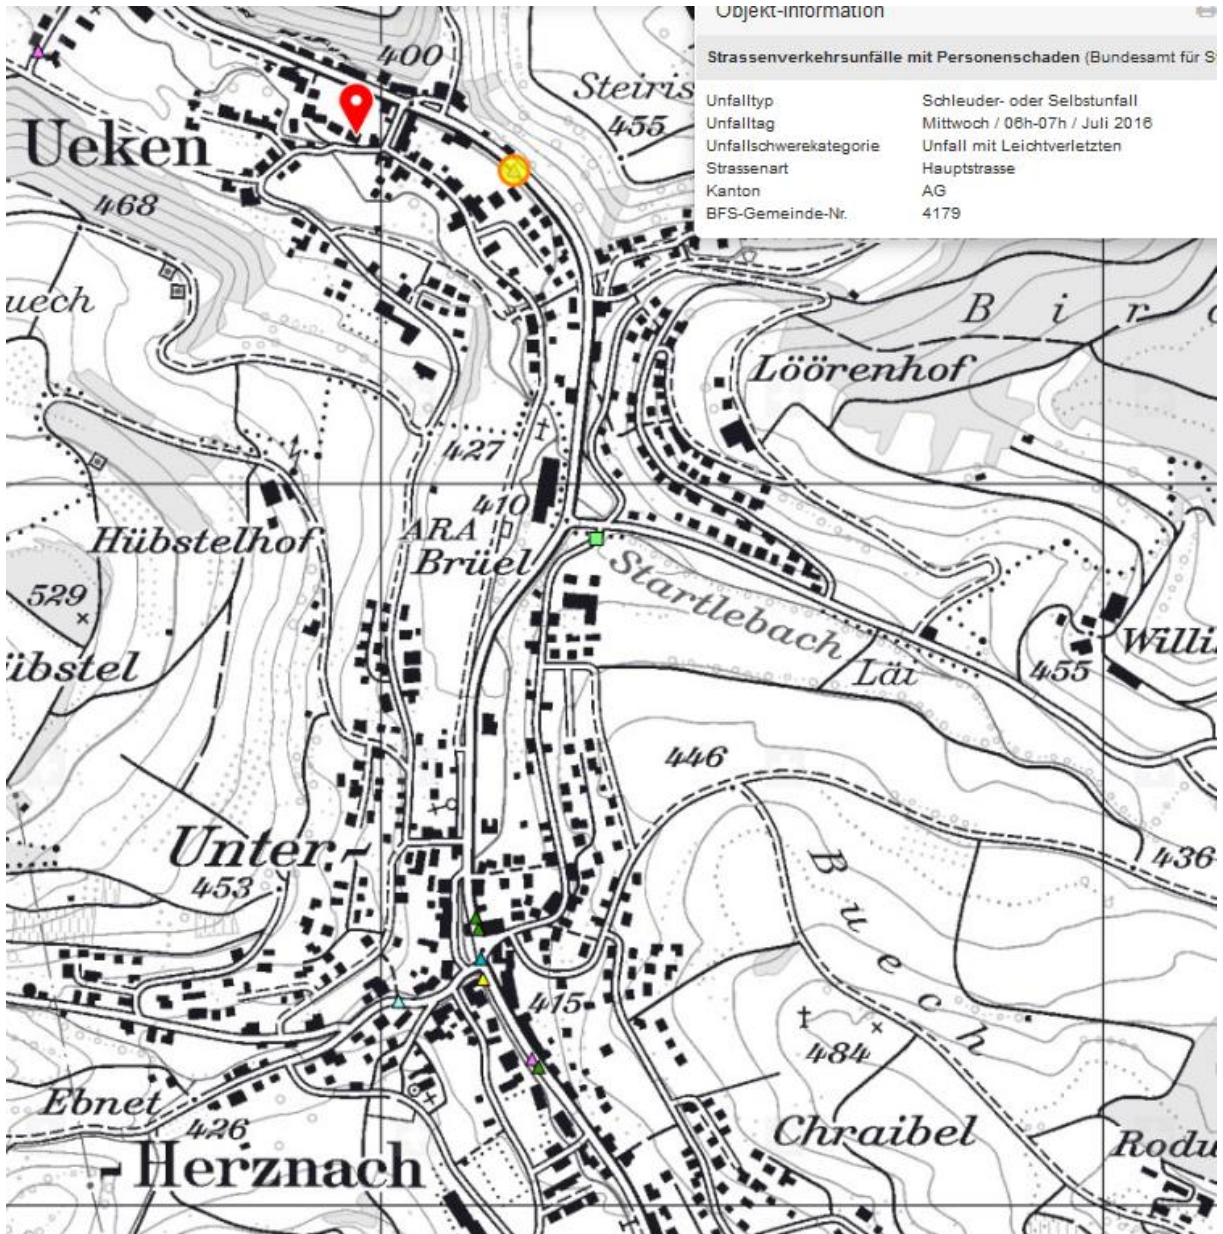 Objekt-Information
Strassenverkehrsunfälle mit Personenschaden (Bundesamt für S
Unfalltyp Schleuder- oder Selbstunfall
Unfalltag Mittwoch / 06h-07h / Juli 2016
Unfallschwerekategorie Unfall mit Leichtverletzten
Strassenart Hauptstrasse
Kanton AG
BFS-Gemeinde-Nr. 4179
400
Steiris
455
Ueken
468
uech
B i r
Löörenhof
427
410
ARA
Brüel
Hübstelhof
529
Startlebach
übstel
Läi
455
Willi
446
Unter-
453
436
Buech
415
484
Ebnet
426
Chraibel
Rodu
-Herznach